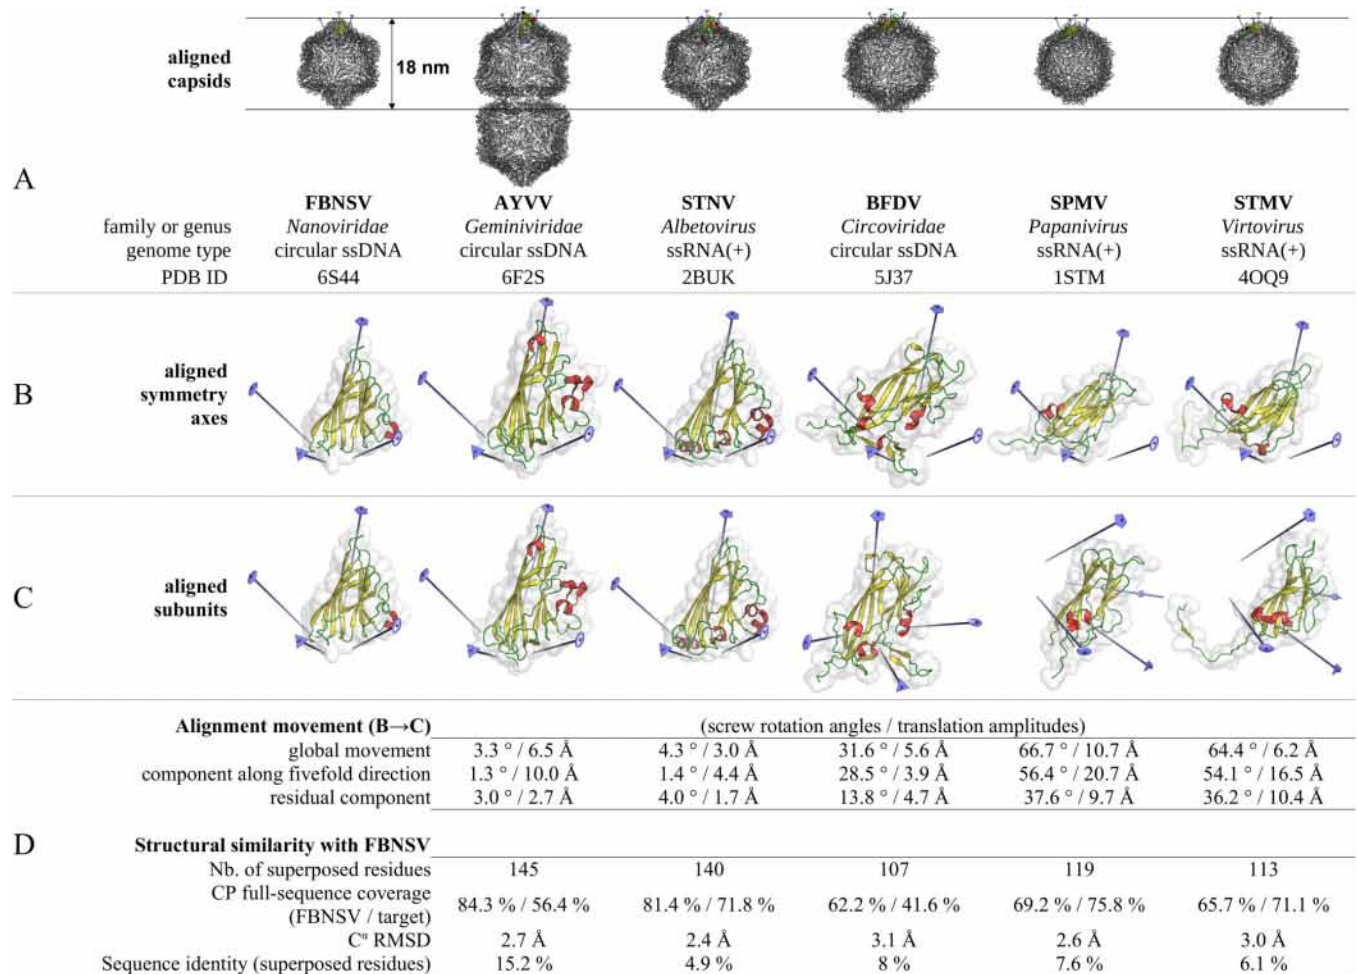 A
aligned
capsids
18 nm
FBNSV AYVV STNV BFDV SPMV STMV
family or genus Nanoviridae Geminiviridae Albetovirus Circoviridae Papanivirus Virtovirus
genome type circular ssDNA circular ssDNA ssRNA(+) circular ssDNA ssRNA(+) ssRNA(+)
PDB ID 6S44 6F2S 2BUK 5J37 1STM 4OQ9
B
aligned
symmetry
axes
C
aligned
subunits
D
Alignment movement (B→C) (screw rotation angles / translation amplitudes)
global movement 3.3 ° / 6.5 Å 4.3 ° / 3.0 Å 31.6 ° / 5.6 Å 66.7 ° / 10.7 Å 64.4 ° / 6.2 Å
component along fivefold direction 1.3 ° / 10.0 Å 1.4 ° / 4.4 Å 28.5 ° / 3.9 Å 56.4 ° / 20.7 Å 54.1 ° / 16.5 Å
residual component 3.0 ° / 2.7 Å 4.0 ° / 1.7 Å 13.8 ° / 4.7 Å 37.6 ° / 9.7 Å 36.2 ° / 10.4 Å
Structural similarity with FBNSV
Nb. of superposed residues 145 140 107 119 113
CP full-sequence coverage
(FBNSV / target) 84.3 % / 56.4 % 81.4 % / 71.8 % 62.2 % / 41.6 % 69.2 % / 75.8 % 65.7 % / 71.1 %
Cα RMSD 2.7 Å 2.4 Å 3.1 Å 2.6 Å 3.0 Å
Sequence identity (superposed residues) 15.2 % 4.9 % 8 % 7.6 % 6.1 %